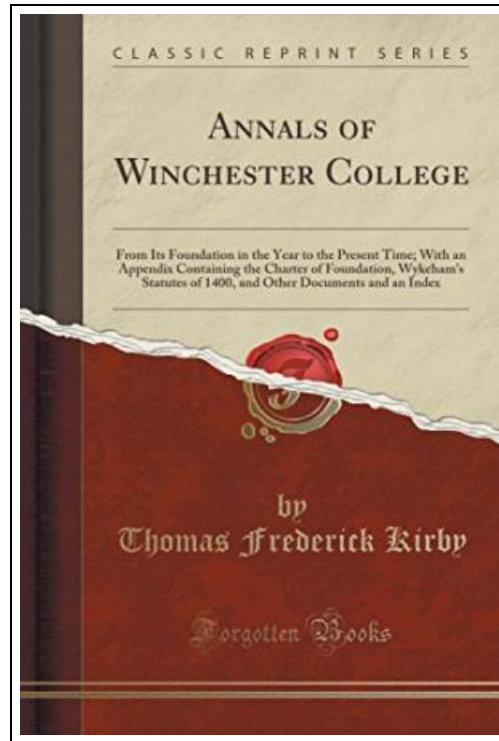 CLASSIC REPRINT SERIES
ANNALS OF
WINCHESTER COLLEGE
From Its Foundation in the Year to the Present Time; With an
Appendix Containing the Charter of Foundation, Wykeham's
Statutes of 1400, and Other Documents and an Index
by
Thomas Frederick Kirby
Forgotten Books